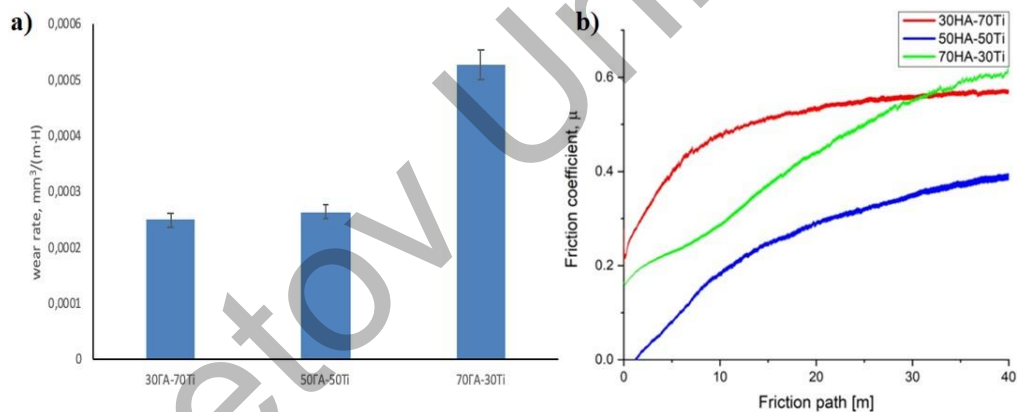 a)
0,0006
0,0005
0,0004
0,0003
0,0002
0,0001
0
wear rate, mm³/(m·H)
30ГА-70Ti
50ГА-50Ti
70ГА-30Ti
b)
30HA-70Ti
50HA-50Ti
70HA-30Ti
0.6
0.4
0.2
0.0
Friction coefficient, μ
0
10
20
30
40
Friction path [m]
etov Un